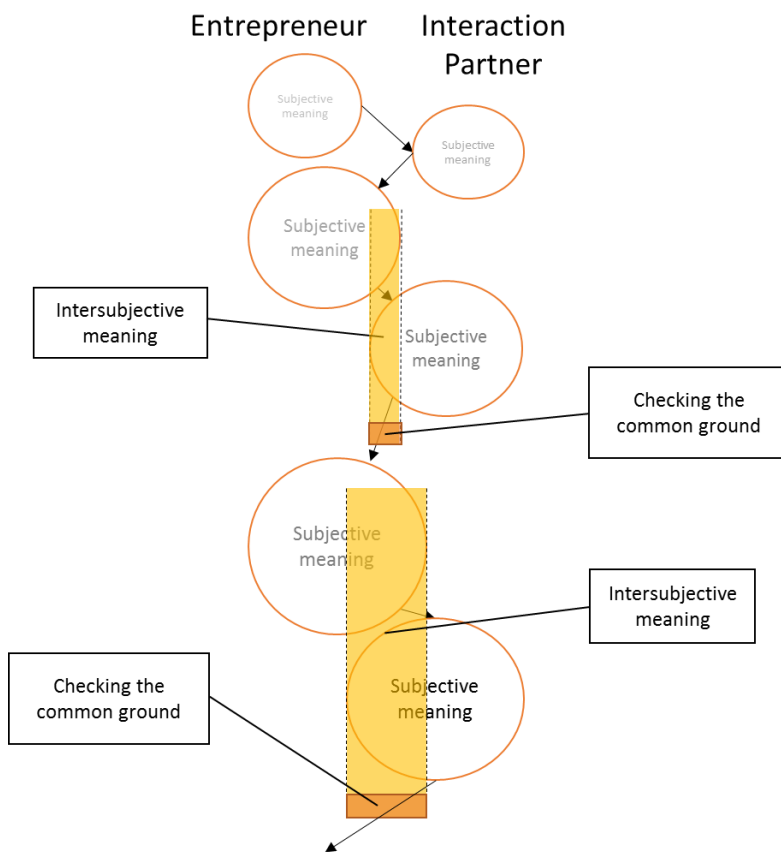 Entrepreneur
Interaction
Partner
Subjective
meaning
Subjective
meaning
Subjective
meaning
Intersubjective
meaning
Subjective
meaning
Checking the
common ground
Subjective
meaning
Intersubjective
meaning
Checking the
common ground
Subjective
meaning